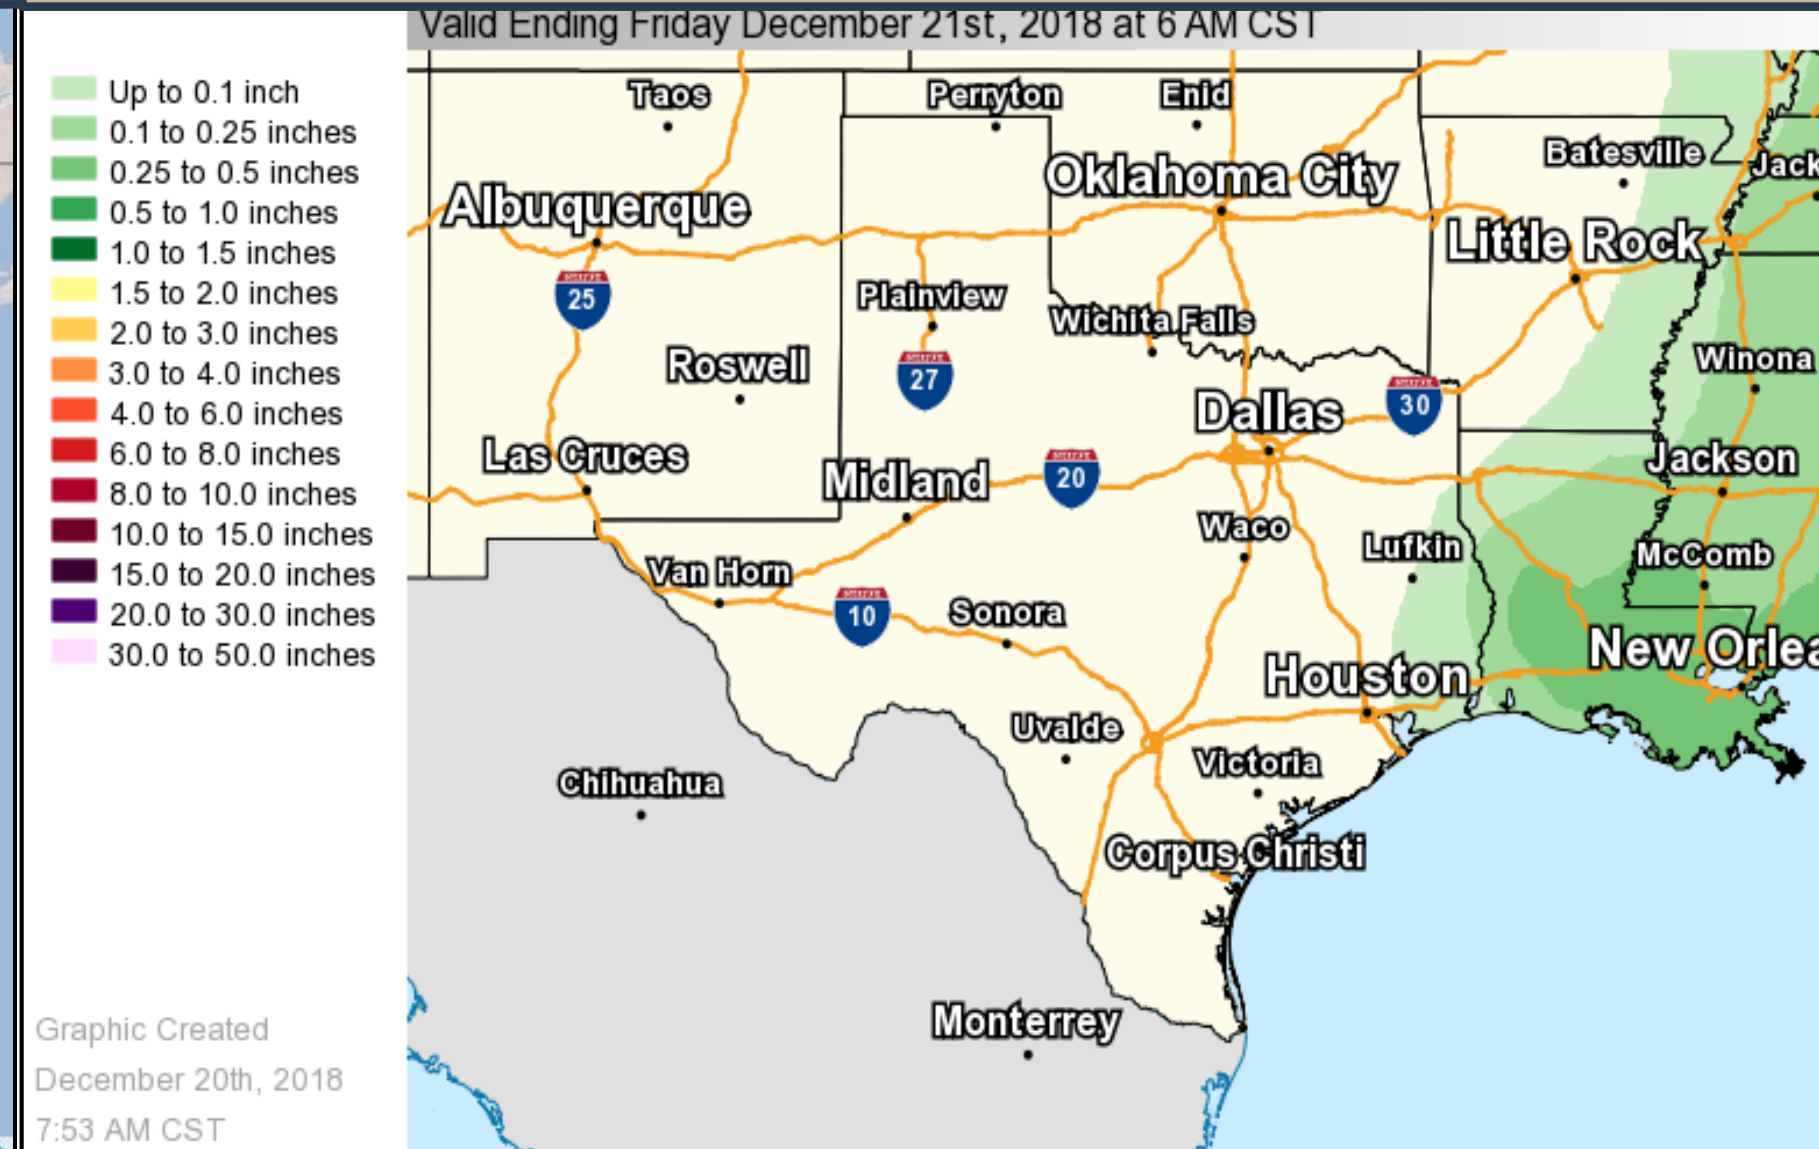 Valid Ending Friday December 21st, 2018 at 6 AM CST
Up to 0.1 inch
0.1 to 0.25 inches
0.25 to 0.5 inches
0.5 to 1.0 inches
1.0 to 1.5 inches
1.5 to 2.0 inches
2.0 to 3.0 inches
3.0 to 4.0 inches
4.0 to 6.0 inches
6.0 to 8.0 inches
8.0 to 10.0 inches
10.0 to 15.0 inches
15.0 to 20.0 inches
20.0 to 30.0 inches
30.0 to 50.0 inches
Graphic Created
December 20th, 2018
7:53 AM CST
Taos
Perryton
Enid
Batesville
Jack
Oklahoma City
Albuquerque
Little Rock
25
Plainview
Wichita Falls
Winona
Roswell
27
30
Dallas
Las Cruces
Midland
20
Jackson
Waco
Lufkin
McComb
Van Horn
10
Sonora
New Orlea
Houston
Uvalde
Victoria
Chihuahua
Corpus Christi
Monterrey